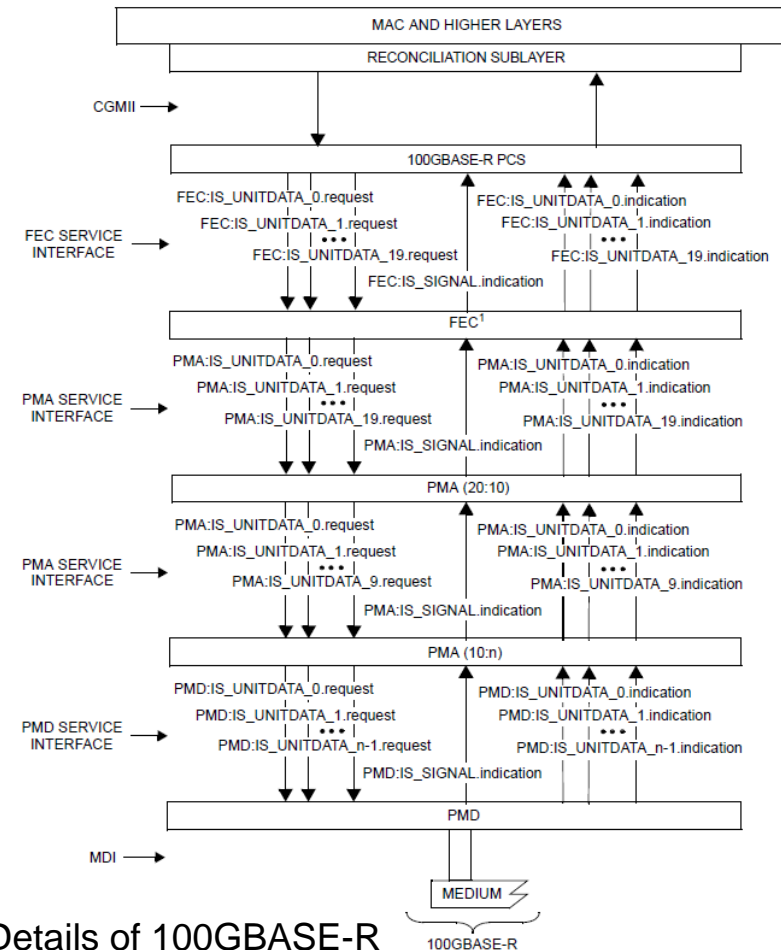 MAC AND HIGHER LAYERS
RECONCILIATION SUBLAYER
CGMII
100GBASE-R PCS
FEC:IS_UNITDATA_0.request
FEC:IS_UNITDATA_0.indication
FEC:IS_UNITDATA_1.request
FEC:IS_UNITDATA_1.indication
FEC SERVICE
INTERFACE
•••
•••
FEC:IS_UNITDATA_19.request
FEC:IS_UNITDATA_19.indication
FEC:IS_SIGNAL.indication
FEC1
PMA:IS_UNITDATA_0.request
PMA:IS_UNITDATA_0.indication
PMA:IS_UNITDATA_1.request
PMA:IS_UNITDATA_1.indication
PMA SERVICE
INTERFACE
•••
•••
PMA:IS_UNITDATA_19.request
PMA:IS_UNITDATA_19.indication
PMA:IS_SIGNAL.indication
PMA (20:10)
PMA:IS_UNITDATA_0.request
PMA:IS_UNITDATA_0.indication
PMA:IS_UNITDATA_1.request
PMA:IS_UNITDATA_1.indication
PMA SERVICE
INTERFACE
•••
•••
PMA:IS_UNITDATA_9.request
PMA:IS_UNITDATA_9.indication
PMA:IS_SIGNAL.indication
PMA (10:n)
PMD:IS_UNITDATA_0.request
PMD:IS_UNITDATA_0.indication
PMD:IS_UNITDATA_1.request
PMD:IS_UNITDATA_1.indication
PMD SERVICE
INTERFACE
•••
•••
PMD:IS_UNITDATA_n-1.request
PMD:IS_UNITDATA_n-1.indication
PMD:IS_SIGNAL.indication
PMD
MDI
MEDIUM
Details of 100GBASE-R
100GBASE-R